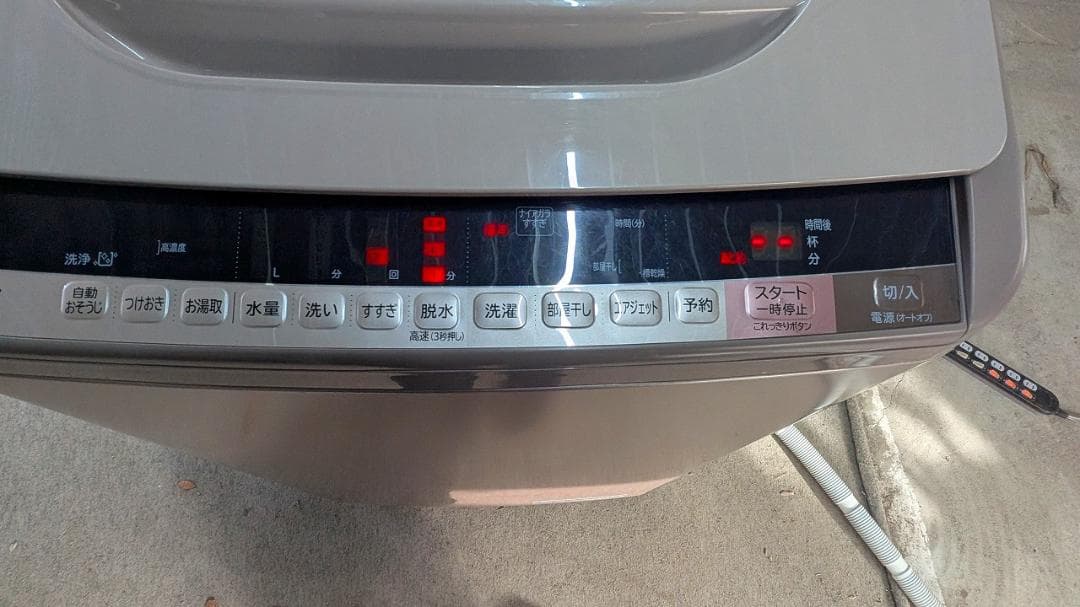 ナイアガラ
すすぎ
時間(分)
時間後
杯
分
洗浄
]高濃度
L
分
回
分
部屋干し[
-標乾燥
自動
おそうじ
つけおき
お湯取
水量
洗い
すすぎ
脱水
洗濯
部屋干し
エアジェット
予約
スタート
一時停止
切/入
高速(3秒押し)
これっきりボタン
電源(オートオフ)